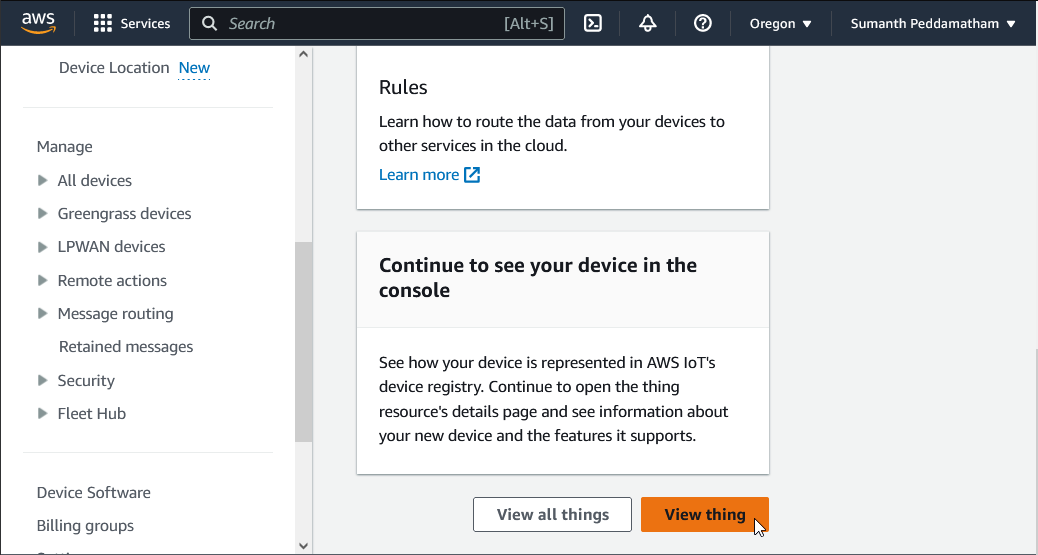 aws
Services
Search
[Alt+S]
Oregon
Sumanth Peddamatham
Device Location New
Manage
All devices
Greengrass devices
LPWAN devices
Remote actions
Message routing
Retained messages
Security
Fleet Hub
Device Software
Billing groups
Rules
Learn how to route the data from your devices to
other services in the cloud.
Learn more
Continue to see your device in the
console
See how your device is represented in AWS IoT's
device registry. Continue to open the thing
resource's details page and see information about
your new device and the features it supports.
View all things
View thing